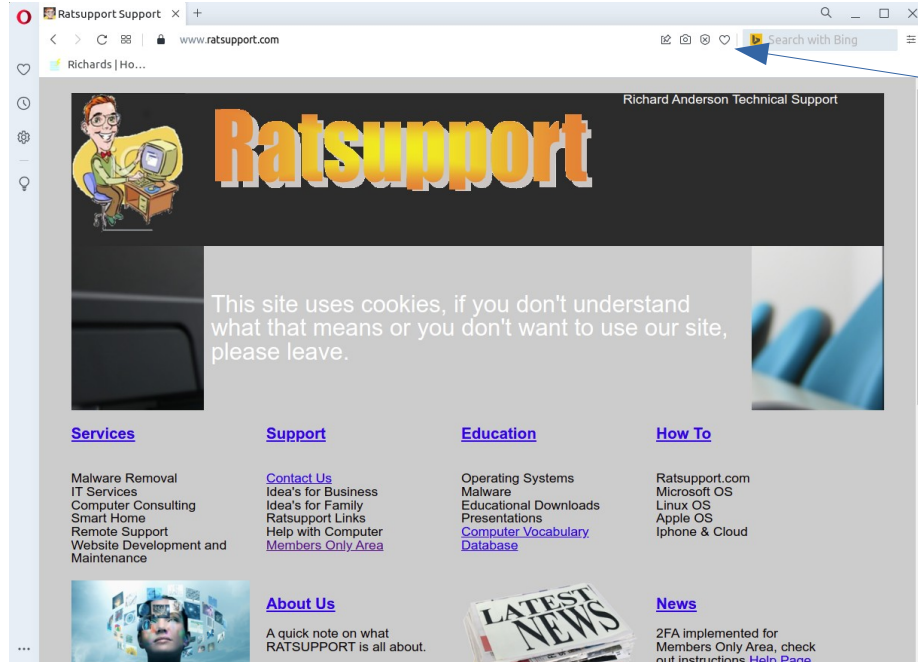 Ratsupport Support
www.ratsupport.com
Search with Bing
Richards | Ho...
Richard Anderson Technical Support
Ratsupport
This site uses cookies, if you don't understand
what that means or you don't want to use our site,
please leave.
Services
Malware Removal
IT Services
Computer Consulting
Smart Home
Remote Support
Website Development and
Maintenance
Support
Contact Us
Idea's for Business
Idea's for Family
Ratsupport Links
Help with Computer
Members Only Area
Education
Operating Systems
Malware
Educational Downloads
Presentations
Computer Vocabulary
Database
How To
Ratsupport.com
Microsoft OS
Linux OS
Apple OS
Iphone & Cloud
About Us
A quick note on what
RATSUPPORT is all about.
LATEST
NEWS
News
2FA implemented for
Members Only Area, check
out instructions Help Page